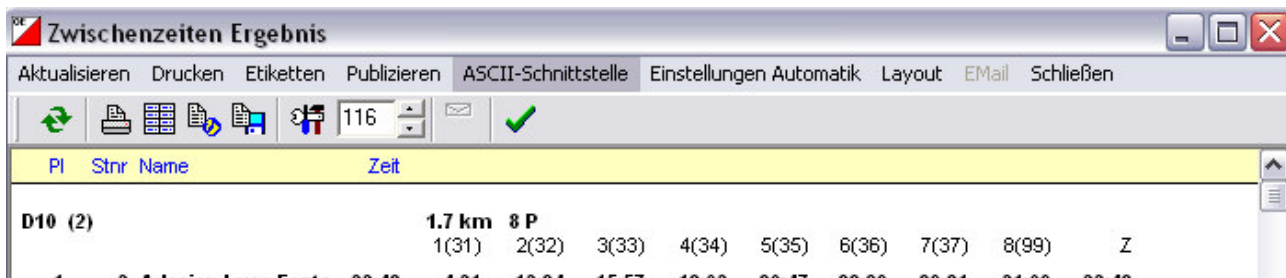 OE Zwischenzeiten Ergebnis
Aktualisieren Drucken Etiketten Publizieren ASCII-Schnittstelle Einstellungen Automatik Layout EMail Schließen
116
Pl Stnr Name Zeit
D10 (2) 1.7 km 8 P
1(31) 2(32) 3(33) 4(34) 5(35) 6(36) 7(37) 8(99) Z